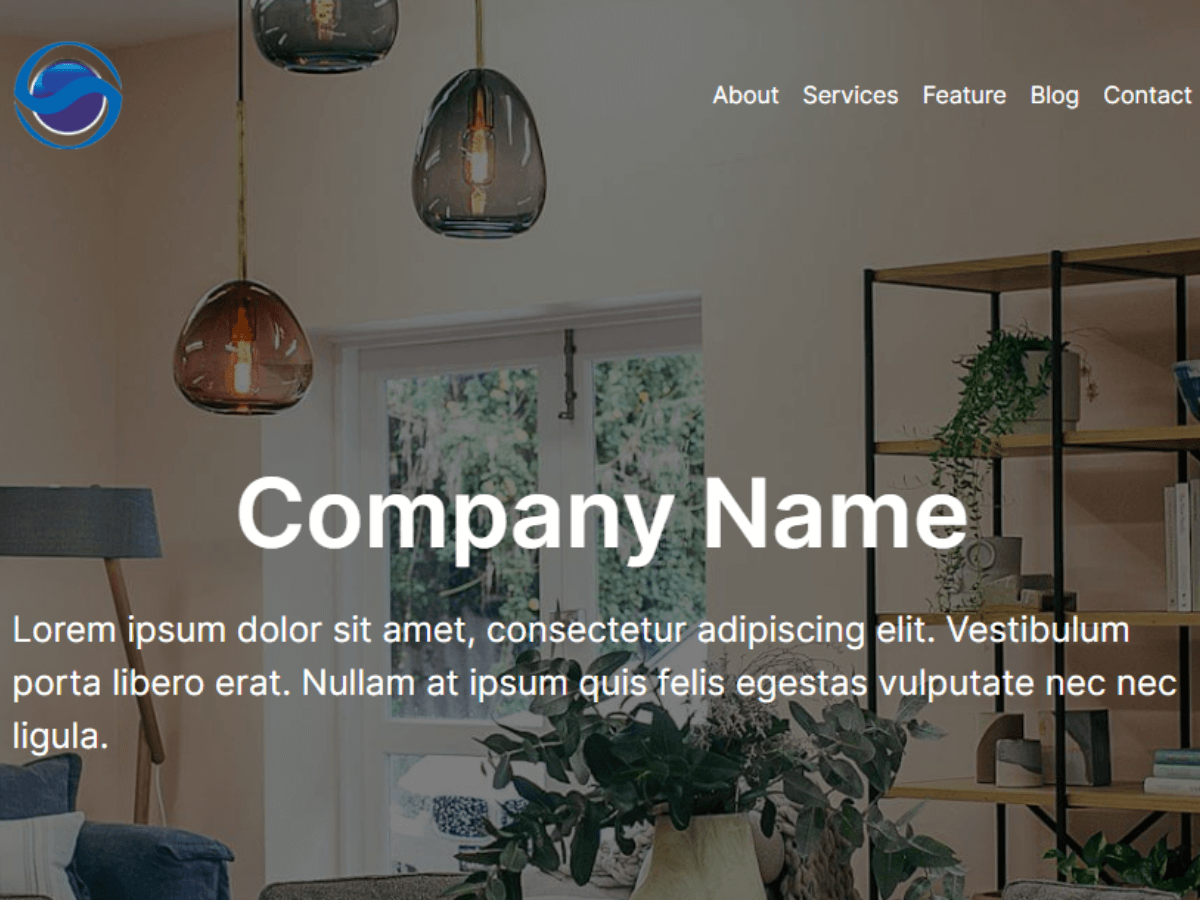 About Services Feature Blog Contact
Company Name
Lorem ipsum dolor sit amet, consectetur adipiscing elit. Vestibulum
porta libero erat. Nullam at ipsum quis felis egestas vulputate nec nec
ligula.